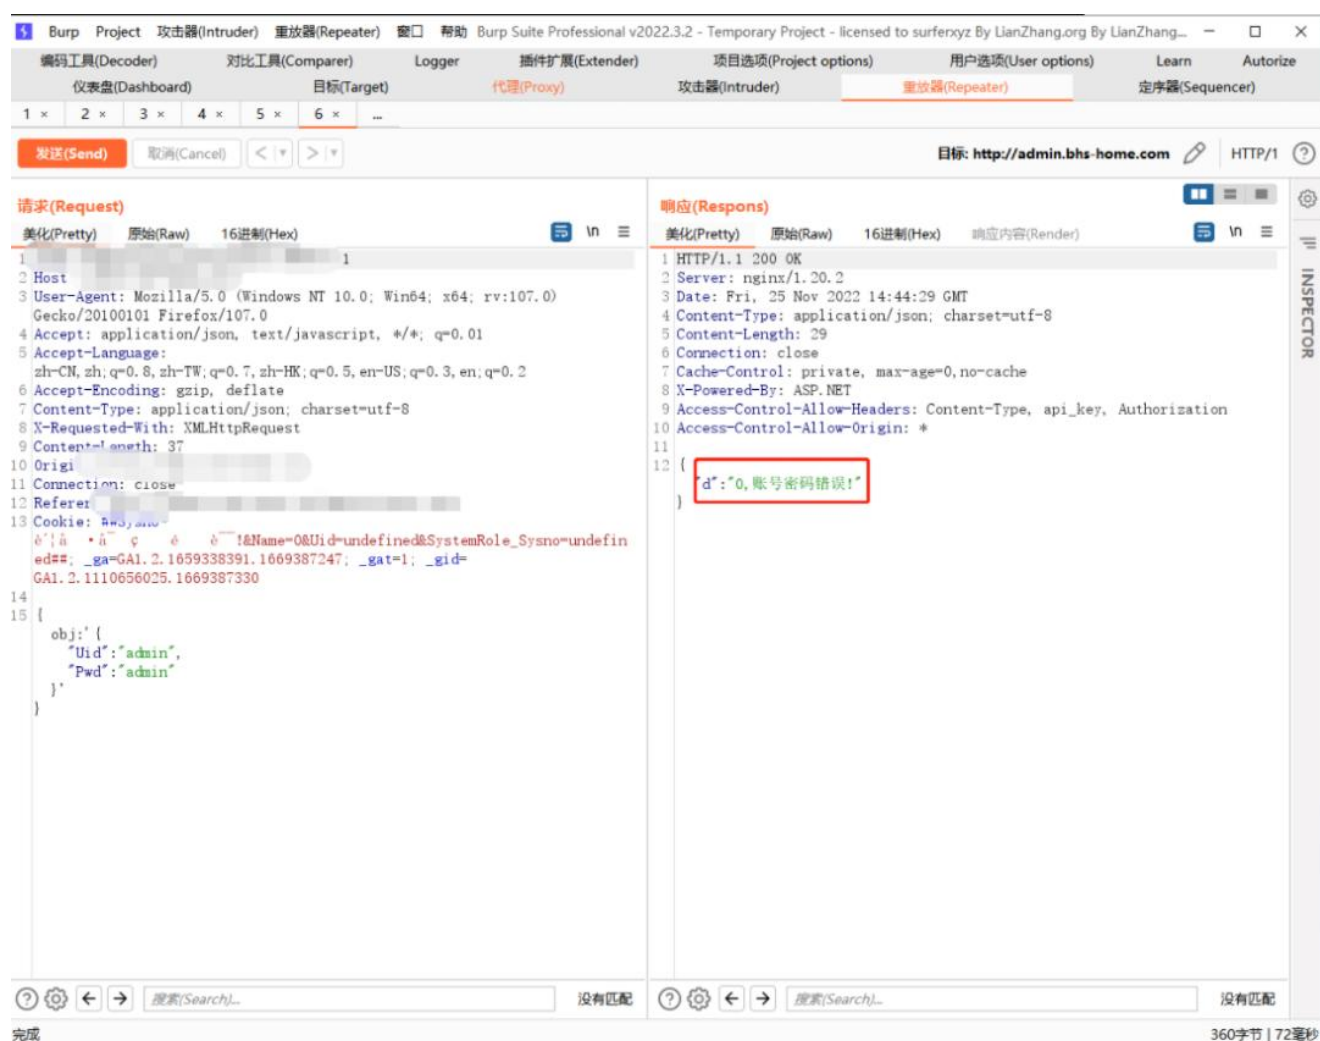 Burp Project 攻击器(Intruder) 重放器(Repeater) 窗口 帮助 Burp Suite Professional v2022.3.2 - Temporary Project - licensed to surferxyz By LianZhang.org By LianZhang...
编码工具(Decoder) 对比工具(Comparer) Logger 插件扩展(Extender) 项目选项(Project options) 用户选项(User options) Learn Autorize
仪表盘(Dashboard) 目标(Target) 代理(Proxy) 攻击器(Intruder) 重放器(Repeater) 定序器(Sequencer)
1 × 2 × 3 × 4 × 5 × 6 × ...
发送(Send) 取消(Cancel) < > 目标: http://admin.bhs-home.com HTTP/1
请求(Request)
美化(Pretty) 原始(Raw) 16进制(Hex) \n
1 1
2 Host
3 User-Agent: Mozilla/5.0 (Windows NT 10.0; Win64; x64; rv:107.0)
Gecko/20100101 Firefox/107.0
4 Accept: application/json, text/javascript, */*; q=0.01
5 Accept-Language:
zh-CN,zh;q=0.8,zh-TW;q=0.7,zh-HK;q=0.5,en-US;q=0.3,en;q=0.2
6 Accept-Encoding: gzip, deflate
7 Content-Type: application/json; charset=utf-8
8 X-Requested-With: XMLHttpRequest
9 Content-Length: 37
10 Origi
11 Connection: close
12 Referer
13 Cookie: ##Sysno=
!&Name=0&Uid=undefined&SystemRole_Sysno=undefin
ed##; _ga=GA1.2.1659338391.1669387247; _gat=1; _gid=
GA1.2.1110656025.1669387330
14
15 {
obj:'{
"Uid":"admin",
"Pwd":"admin"
}'
}
响应(Respons)
美化(Pretty) 原始(Raw) 16进制(Hex) 响应内容(Render) \n
1 HTTP/1.1 200 OK
2 Server: nginx/1.20.2
3 Date: Fri, 25 Nov 2022 14:44:29 GMT
4 Content-Type: application/json; charset=utf-8
5 Content-Length: 29
6 Connection: close
7 Cache-Control: private, max-age=0,no-cache
8 X-Powered-By: ASP.NET
9 Access-Control-Allow-Headers: Content-Type, api_key, Authorization
10 Access-Control-Allow-Origin: *
11
12 {
"d":"0,账号密码错误!"
}
INSPECTOR
搜索(Search)... 没有匹配
搜索(Search)... 没有匹配
完成 360字节 | 72毫秒